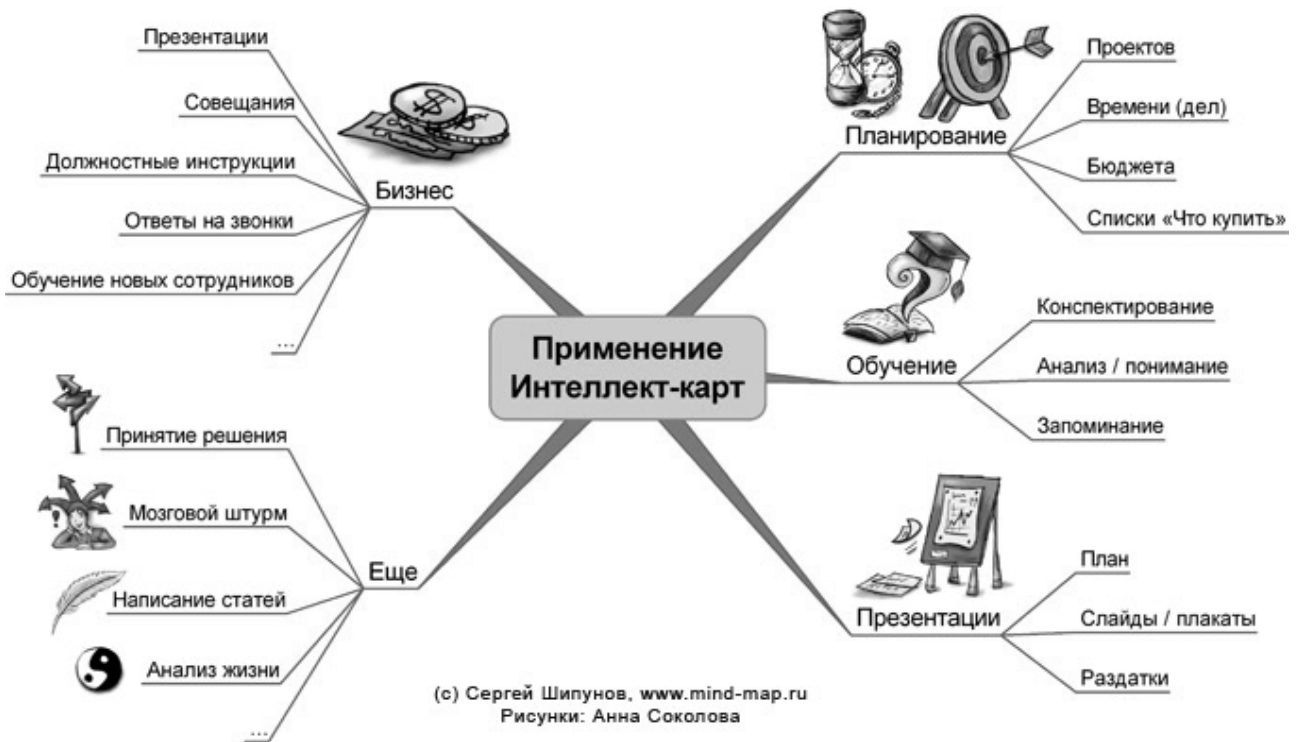 Применение
Интеллект-карт
Планирование
Проектов
Времени (дел)
Бюджета
Списки «Что купить»
Обучение
Конспектирование
Анализ / понимание
Запоминание
Презентации
План
Слайды / плакаты
Раздатки
Бизнес
Презентации
Совещания
Должностные инструкции
Ответы на звонки
Обучение новых сотрудников
...
Еще
Принятие решения
Мозговой штурм
Написание статей
Анализ жизни
...
(c) Сергей Шипунов, www.mind-map.ru
Рисунки: Анна Соколова